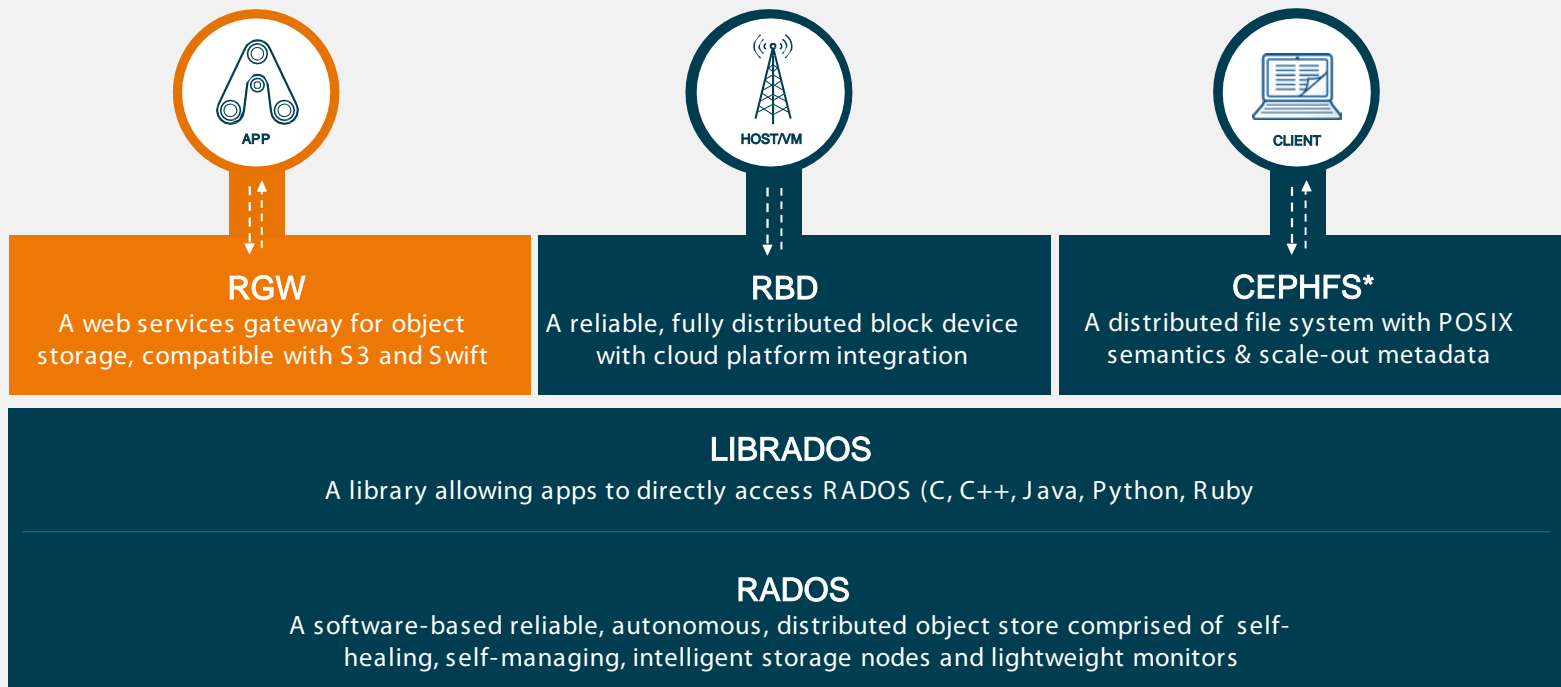 APP
HOST/VM
CLIENT
RGW
A web services gateway for object
storage, compatible with S3 and Swift
RBD
A reliable, fully distributed block device
with cloud platform integration
CEPHFS*
A distributed file system with POSIX
semantics & scale-out metadata
LIBRADOS
A library allowing apps to directly access RADOS (C, C++, Java, Python, Ruby
RADOS
A software-based reliable, autonomous, distributed object store comprised of self-
healing, self-managing, intelligent storage nodes and lightweight monitors